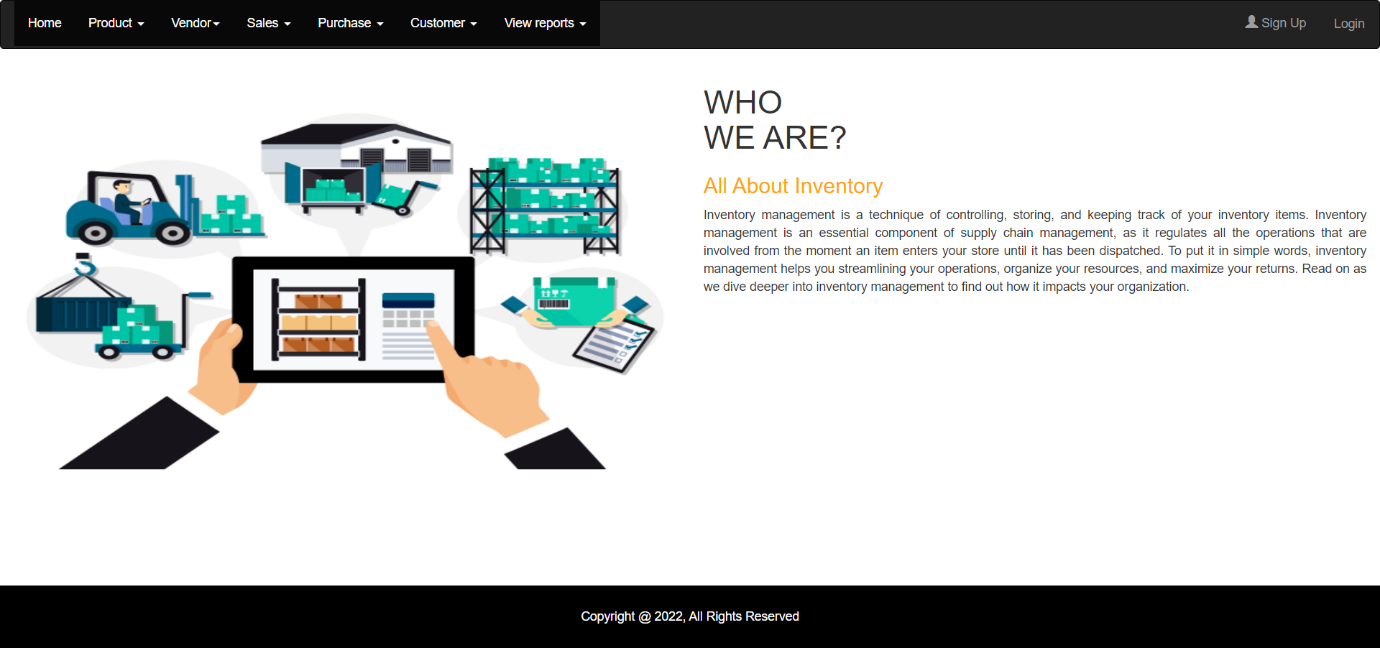 Home Product Vendor Sales Purchase Customer View reports Sign Up Login
WHO
WE ARE?
All About Inventory
Inventory management is a technique of controlling, storing, and keeping track of your inventory items. Inventory
management is an essential component of supply chain management, as it regulates all the operations that are
involved from the moment an item enters your store until it has been dispatched. To put it in simple words, inventory
management helps you streamlining your operations, organize your resources, and maximize your returns. Read on as
we dive deeper into inventory management to find out how it impacts your organization.
Copyright @ 2022, All Rights Reserved